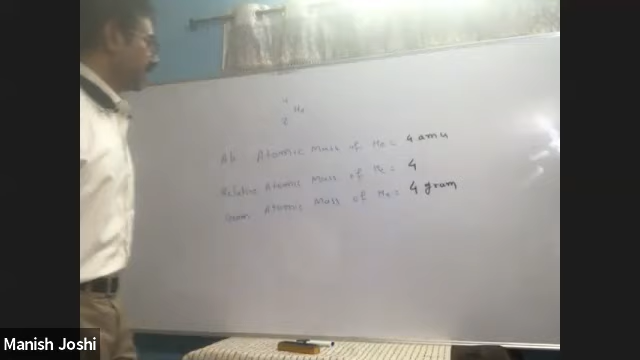 4
He
2
Ab. Atomic Mass of He = 4 amu
Relative Atomic Mass of He = 4
Gram Atomic Mass of He = 4 gram
Manish Joshi